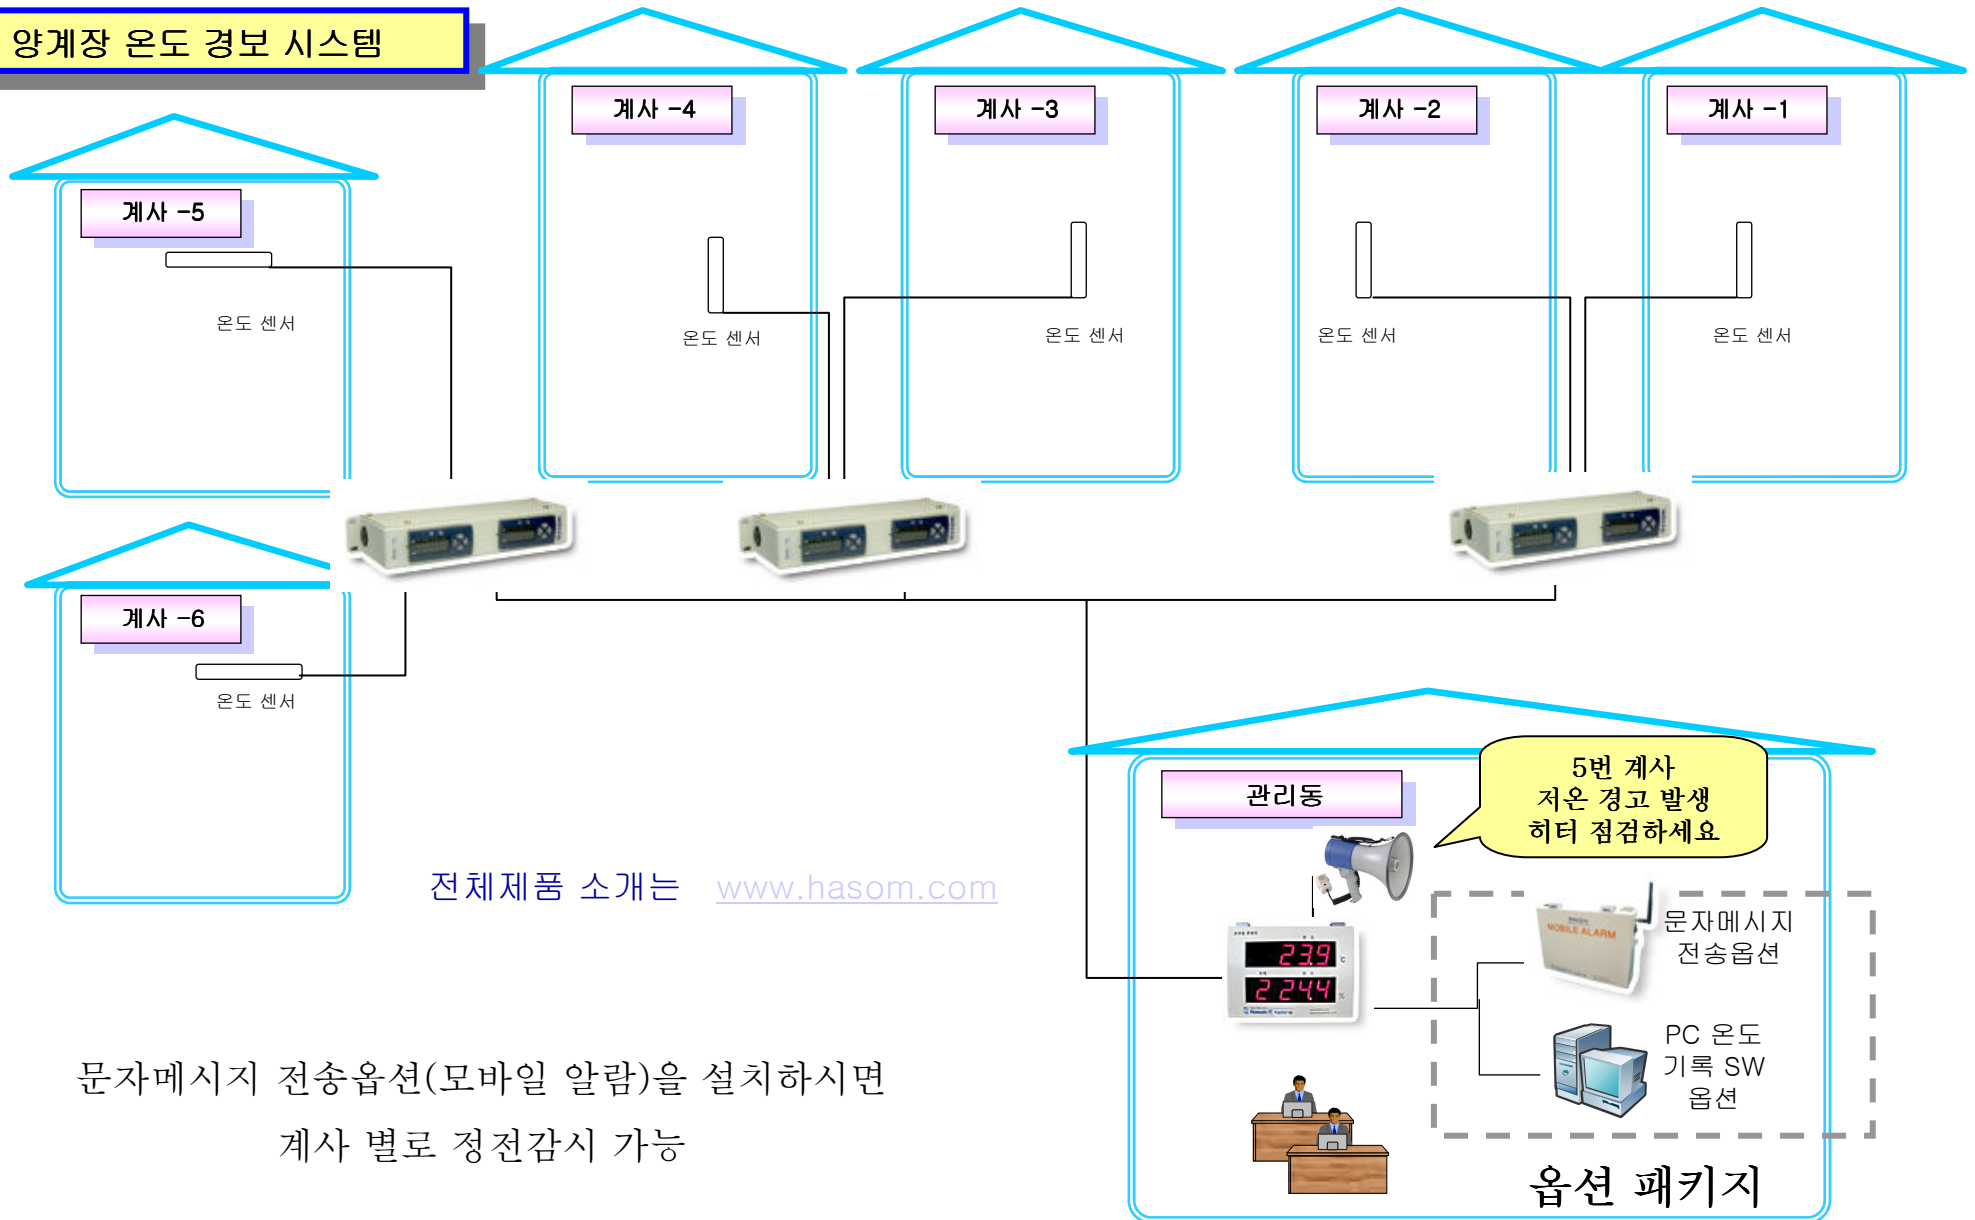 양계장 온도 경보 시스템
계사 -4
계사 -3
계사 -2
계사 -1
계사 -5
온도 센서
온도 센서
온도 센서
온도 센서
온도 센서
계사 -6
온도 센서
관리동
5번 계사
저온 경고 발생
히터 점검하세요
전체제품 소개는 www.hasom.com
MOBILE ALARM
문자메시지
전송옵션
23.9 ℃
2 24.4 %
PC 온도
기록 SW
옵션
문자메시지 전송옵션(모바일 알람)을 설치하시면
계사 별로 정전감시 가능
옵션 패키지